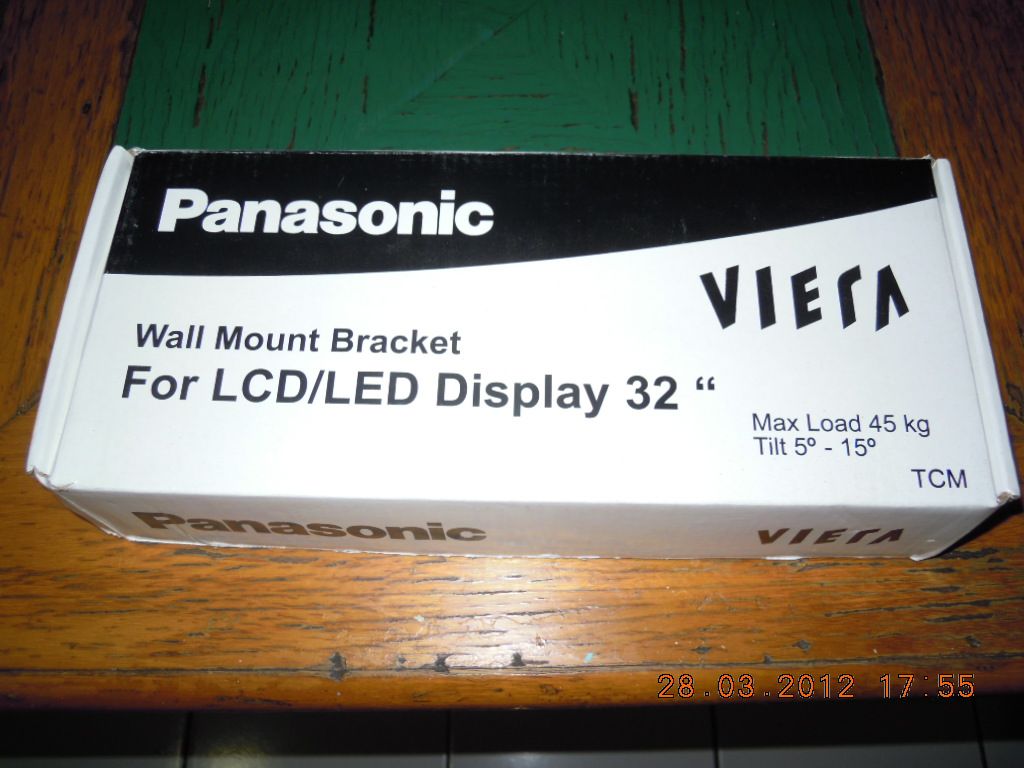 Panasonic
VIErA
Wall Mount Bracket
For LCD/LED Display 32 “
Max Load 45 kg
Tilt 5º - 15º
TCM
Panasonic
VIErA
28.03.2012 17:55